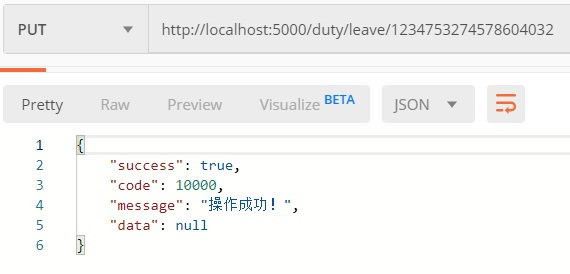 PUT http://localhost:5000/duty/leave/1234753274578604032
Pretty Raw Preview Visualize BETA JSON
1 {
2 "success": true,
3 "code": 10000,
4 "message": "操作成功！",
5 "data": null
6 }